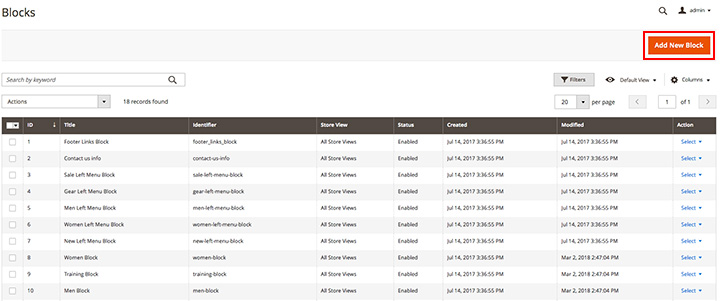 Blocks
admin
Add New Block
Search by keyword
Filters Default View Columns
Actions 18 records found 20 per page 1 of 1
ID Title Identifier Store View Status Created Modified Action
1 Footer Links Block footer_links_block All Store Views Enabled Jul 14, 2017 3:36:55 PM Jul 14, 2017 3:36:55 PM Select
2 Contact us info contact-us-info All Store Views Enabled Jul 14, 2017 3:36:55 PM Jul 14, 2017 3:36:55 PM Select
3 Sale Left Menu Block sale-left-menu-block All Store Views Enabled Jul 14, 2017 3:36:55 PM Jul 14, 2017 3:36:55 PM Select
4 Gear Left Menu Block gear-left-menu-block All Store Views Enabled Jul 14, 2017 3:36:55 PM Jul 14, 2017 3:36:55 PM Select
5 Men Left Menu Block men-left-menu-block All Store Views Enabled Jul 14, 2017 3:36:55 PM Jul 14, 2017 3:36:55 PM Select
6 Women Left Menu Block women-left-menu-block All Store Views Enabled Jul 14, 2017 3:36:55 PM Jul 14, 2017 3:36:55 PM Select
7 New Left Menu Block new-left-menu-block All Store Views Enabled Jul 14, 2017 3:36:55 PM Jul 14, 2017 3:36:55 PM Select
8 Women Block women-block All Store Views Enabled Jul 14, 2017 3:36:55 PM Mar 2, 2018 2:47:04 PM Select
9 Training Block training-block All Store Views Enabled Jul 14, 2017 3:36:55 PM Mar 2, 2018 2:47:04 PM Select
10 Men Block men-block All Store Views Enabled Jul 14, 2017 3:36:55 PM Mar 2, 2018 2:47:04 PM Select